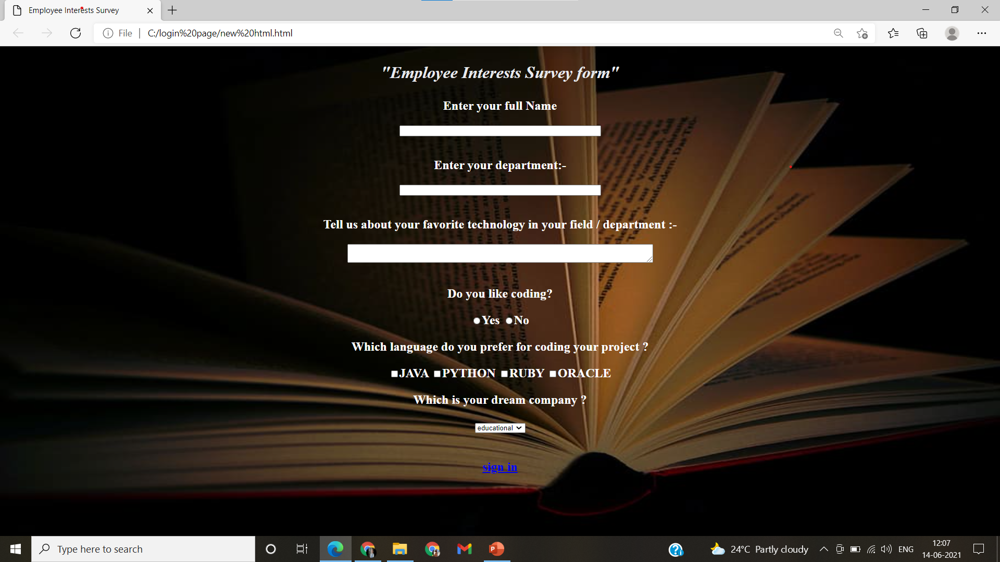 Employee Interests Survey
File
C:/login%20page/new%20html.html
"Employee Interests Survey form"
Enter your full Name
Enter your department:-
Tell us about your favorite technology in your field / department :-
Do you like coding?
Yes No
Which language do you prefer for coding your project ?
JAVA PYTHON RUBY ORACLE
Which is your dream company ?
educational
sign in
Type here to search
24°C Partly cloudy
ENG
12:07
14-06-2021